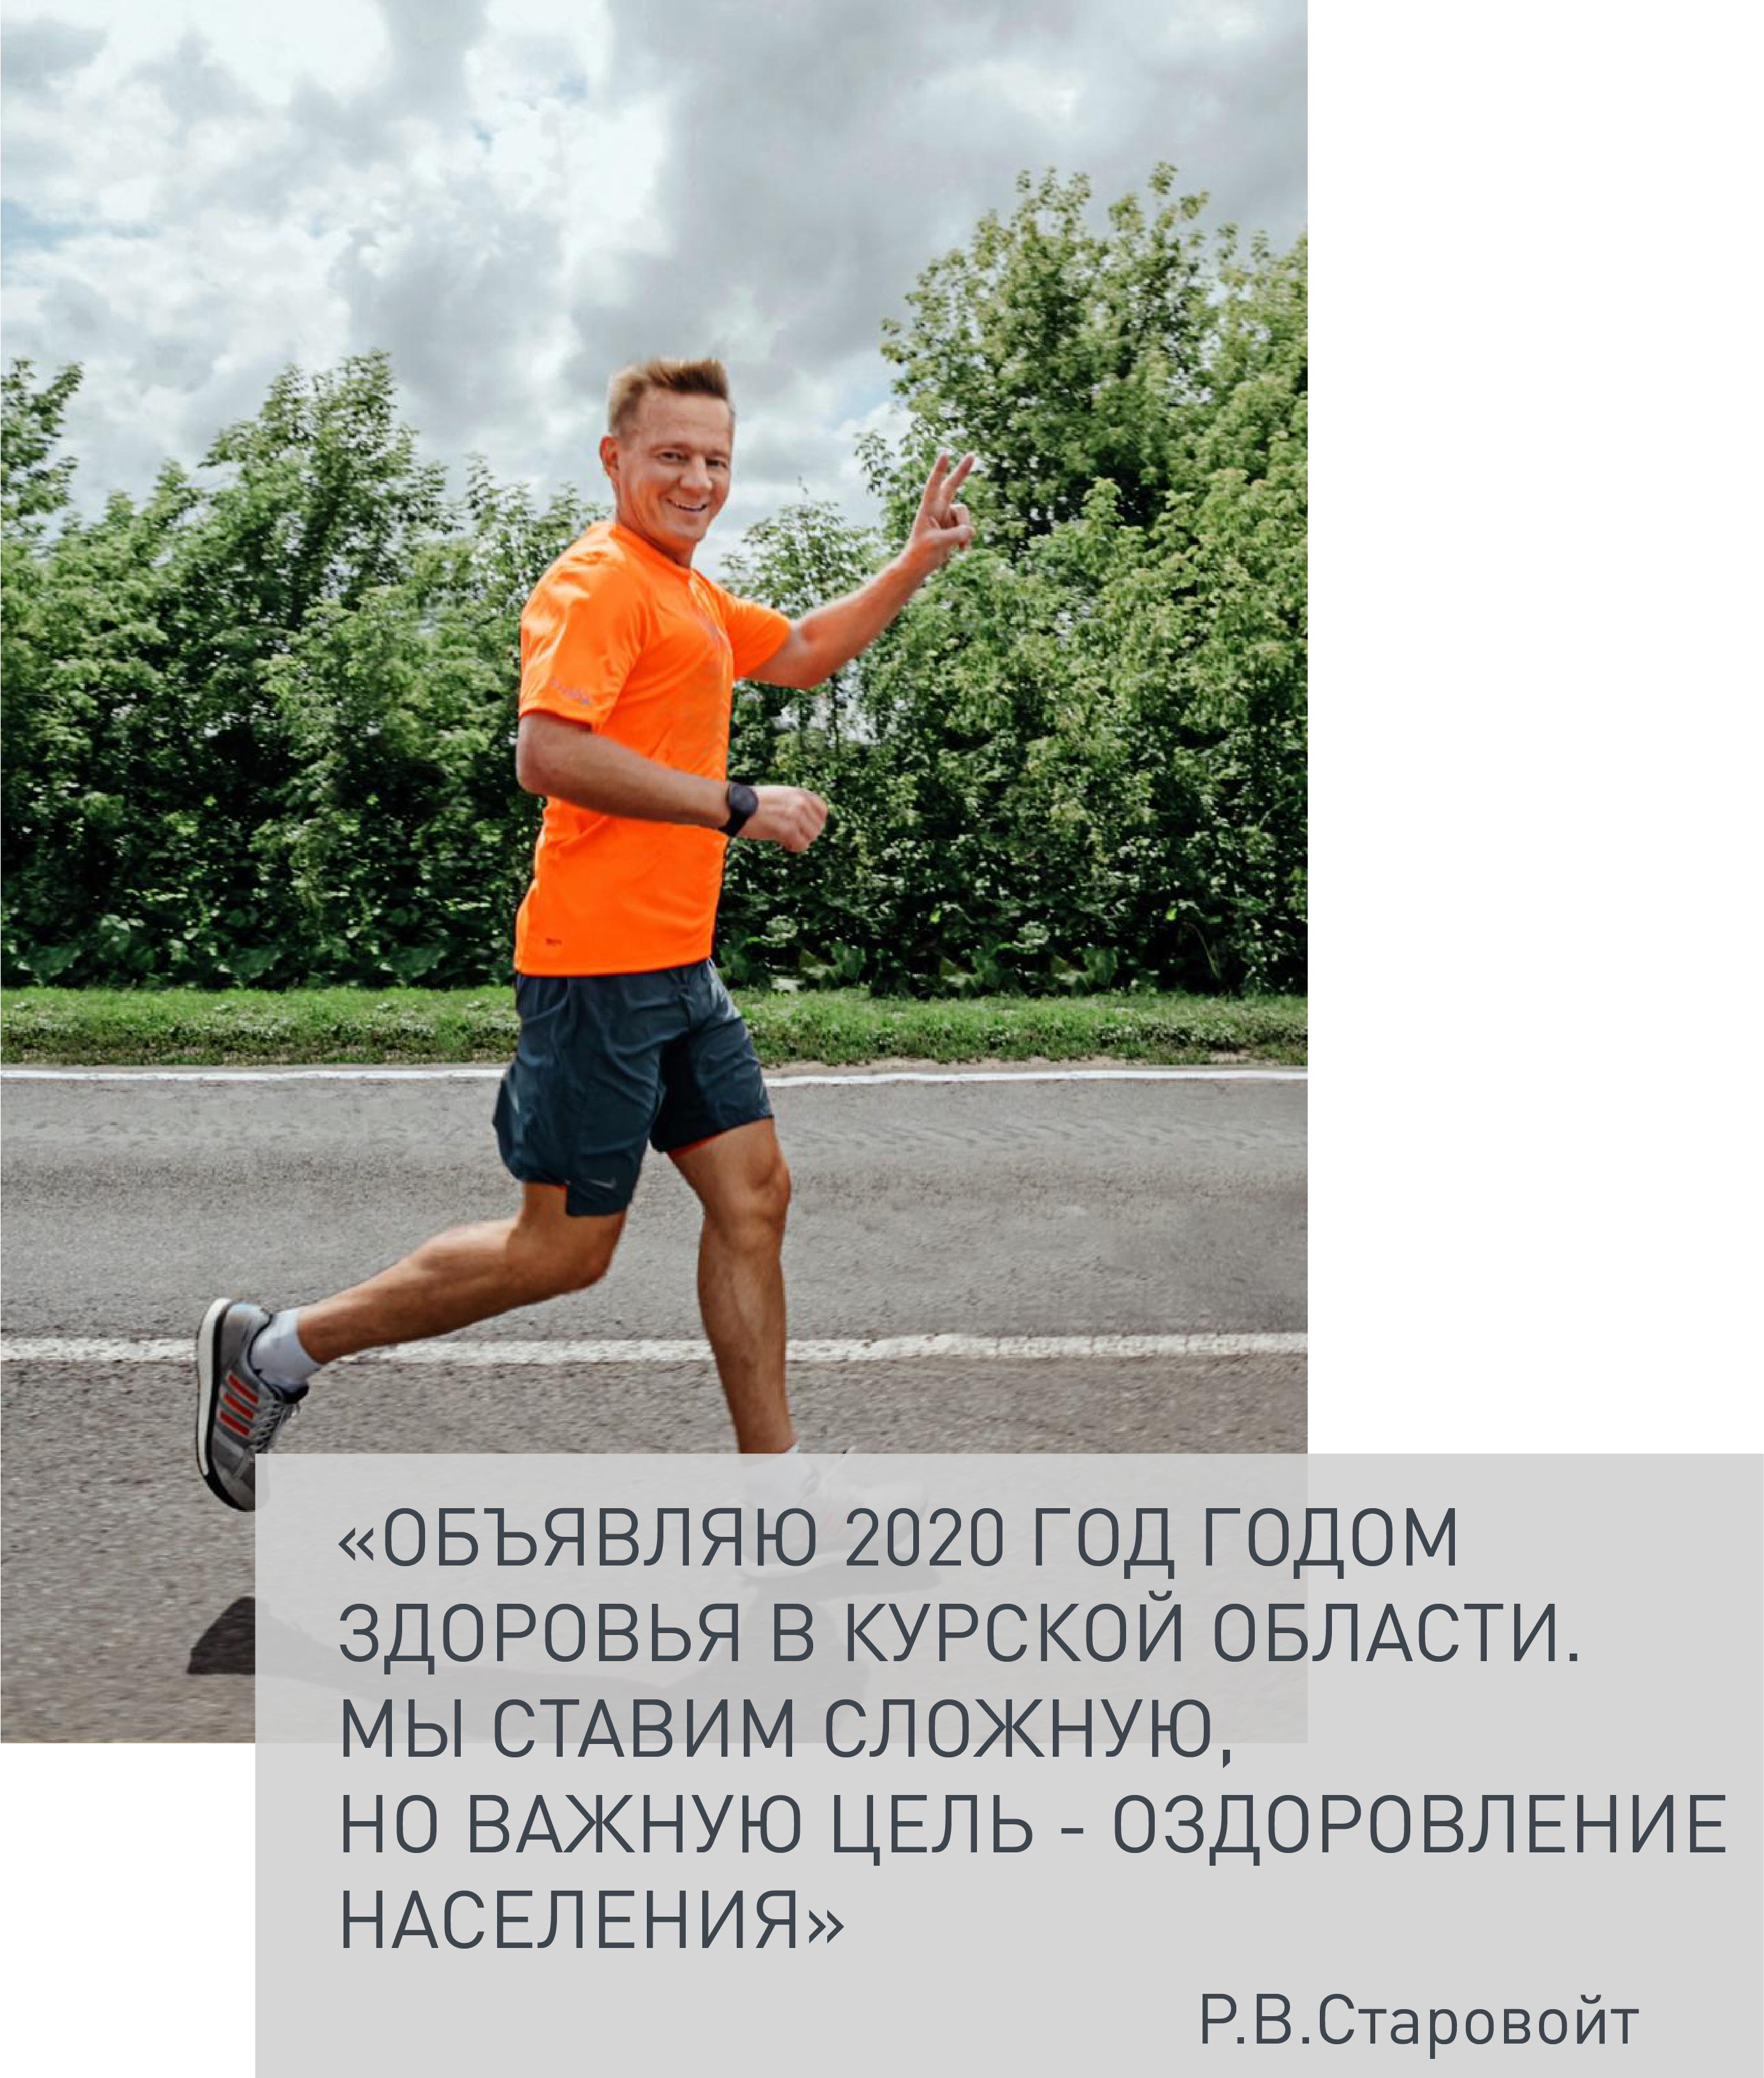 «ОБЪЯВЛЯЮ 2020 ГОД ГОДОМ
ЗДОРОВЬЯ В КУРСКОЙ ОБЛАСТИ.
МЫ СТАВИМ СЛОЖНУЮ,
НО ВАЖНУЮ ЦЕЛЬ - ОЗДОРОВЛЕНИЕ
НАСЕЛЕНИЯ»
Р.В.Старовойт